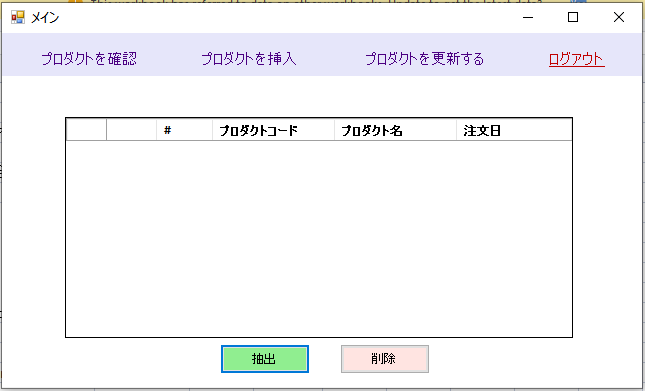 メイン
プロダクトを確認 プロダクトを挿入 プロダクトを更新する ログアウト
# プロダクトコード プロダクト名 注文日
抽出 削除